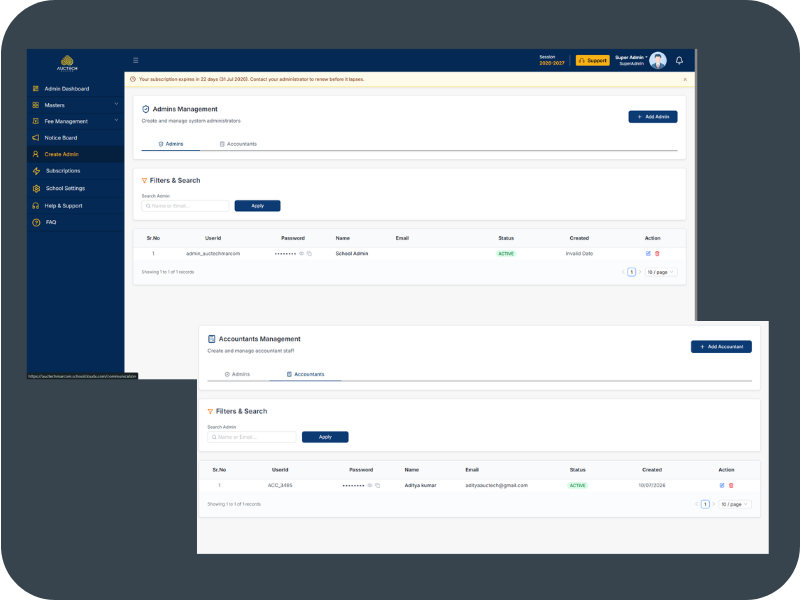 AUCTECH
Session
2026-2027
Support
Super Admin
SuperAdmin
Your subscription expires in 22 days (31 Jul 2026). Contact your administrator to renew before it lapses.
Admin Dashboard
Masters
Fee Management
Notice Board
Create Admin
Subscriptions
School Settings
Help & Support
FAQ
Admins Management
Create and manage system administrators
+ Add Admin
Admins
Accountants
Filters & Search
Search Admin
Name or Email...
Apply
Sr.No UserId Password Name Email Status Created Action
1 admin_auctechmarcom •••••••• School Admin ACTIVE Invalid Date
Showing 1 to 1 of 1 records
1 10 / page
Accountants Management
Create and manage accountant staff
+ Add Accountant
Admins
Accountants
Filters & Search
Search Admin
Name or Email...
Apply
Sr.No UserId Password Name Email Status Created Action
1 ACC_3495 •••••••• Aditya kumar adityaauctech@gmail.com ACTIVE 10/07/2026
Showing 1 to 1 of 1 records
1 10 / page